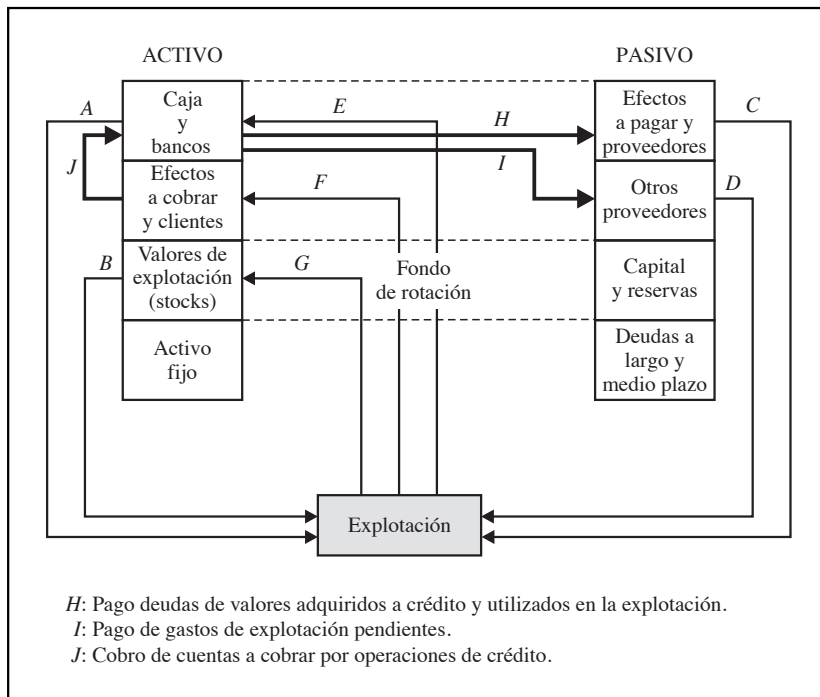 ACTIVO
PASIVO
A
Caja
y
bancos
E
H
I
Efectos
a pagar y
proveedores
C
J
Efectos
a cobrar
y clientes
F
Otros
proveedores
D
B
Valores de
explotación
(stocks)
G
Fondo
de rotación
Capital
y reservas
Activo
fijo
Deudas a
largo y
medio plazo
Explotación
H: Pago deudas de valores adquiridos a crédito y utilizados en la explotación.
I: Pago de gastos de explotación pendientes.
J: Cobro de cuentas a cobrar por operaciones de crédito.